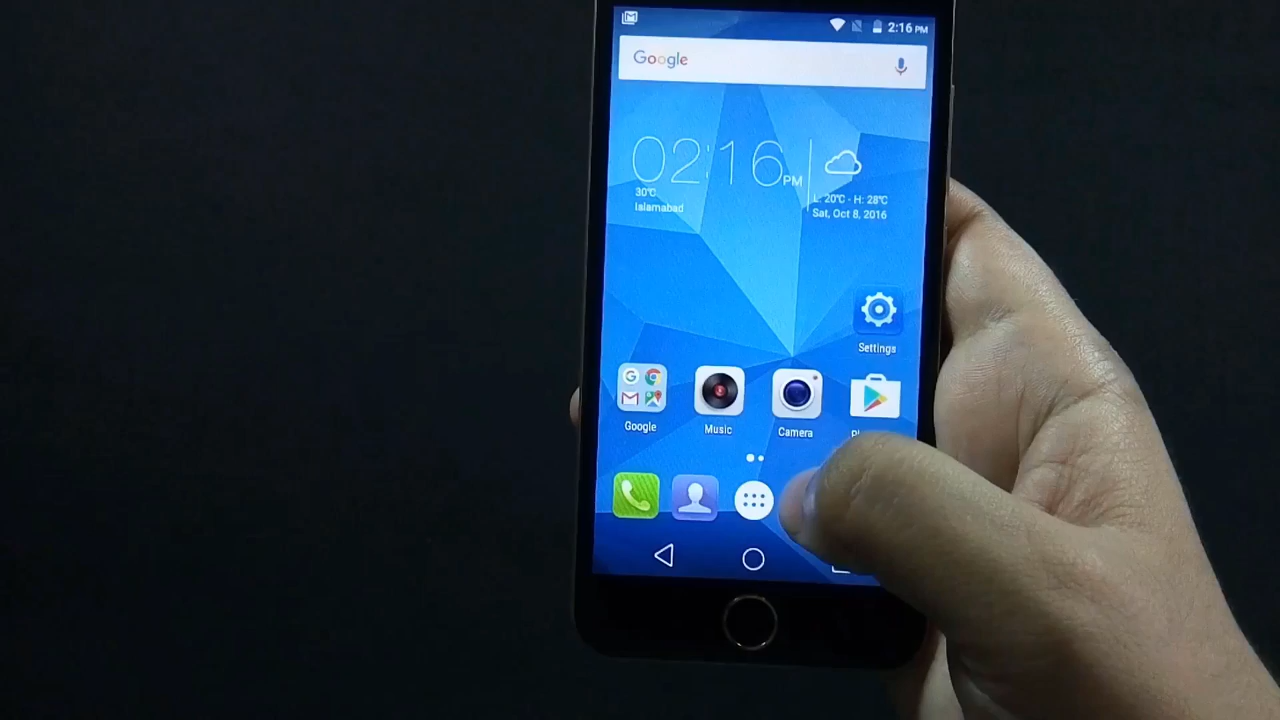 2:16 PM
Google
02:16 PM
30°C
Islamabad
L: 20°C - H: 28°C
Sat, Oct 8, 2016
Settings
Google
Music
Camera